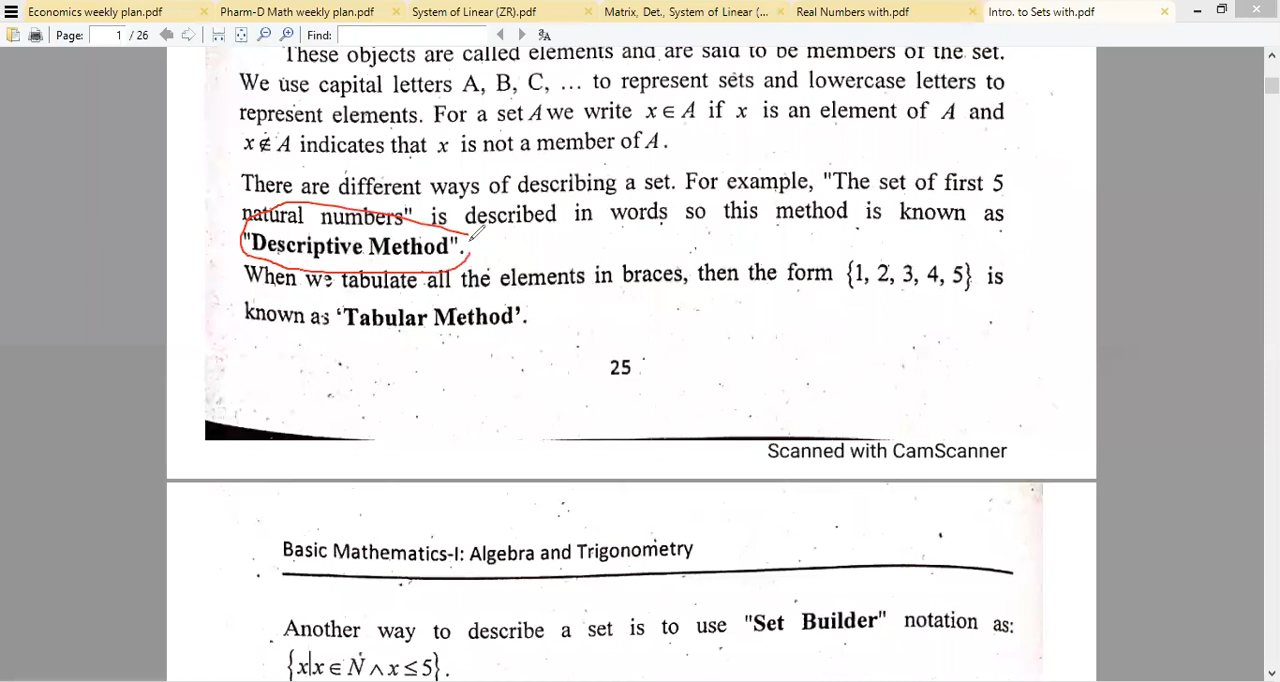 Economics weekly plan.pdf Pharm-D Math weekly plan.pdf System of Linear (ZR).pdf Matrix, Det., System of Linear (... Real Numbers with.pdf Intro. to Sets with.pdf
Page: 1 / 26 Find:
These objects are called elements and are said to be members of the set.
We use capital letters A, B, C, ... to represent sets and lowercase letters to
represent elements. For a set A we write x ∈ A if x is an element of A and
x ∉ A indicates that x is not a member of A.
There are different ways of describing a set. For example, "The set of first 5
natural numbers" is described in words so this method is known as
"Descriptive Method".
When we tabulate all the elements in braces, then the form {1, 2, 3, 4, 5} is
known as ‘Tabular Method’.
25
Scanned with CamScanner
Basic Mathematics-I: Algebra and Trigonometry
Another way to describe a set is to use "Set Builder" notation as:
{x|x ∈ N ∧ x ≤ 5}.